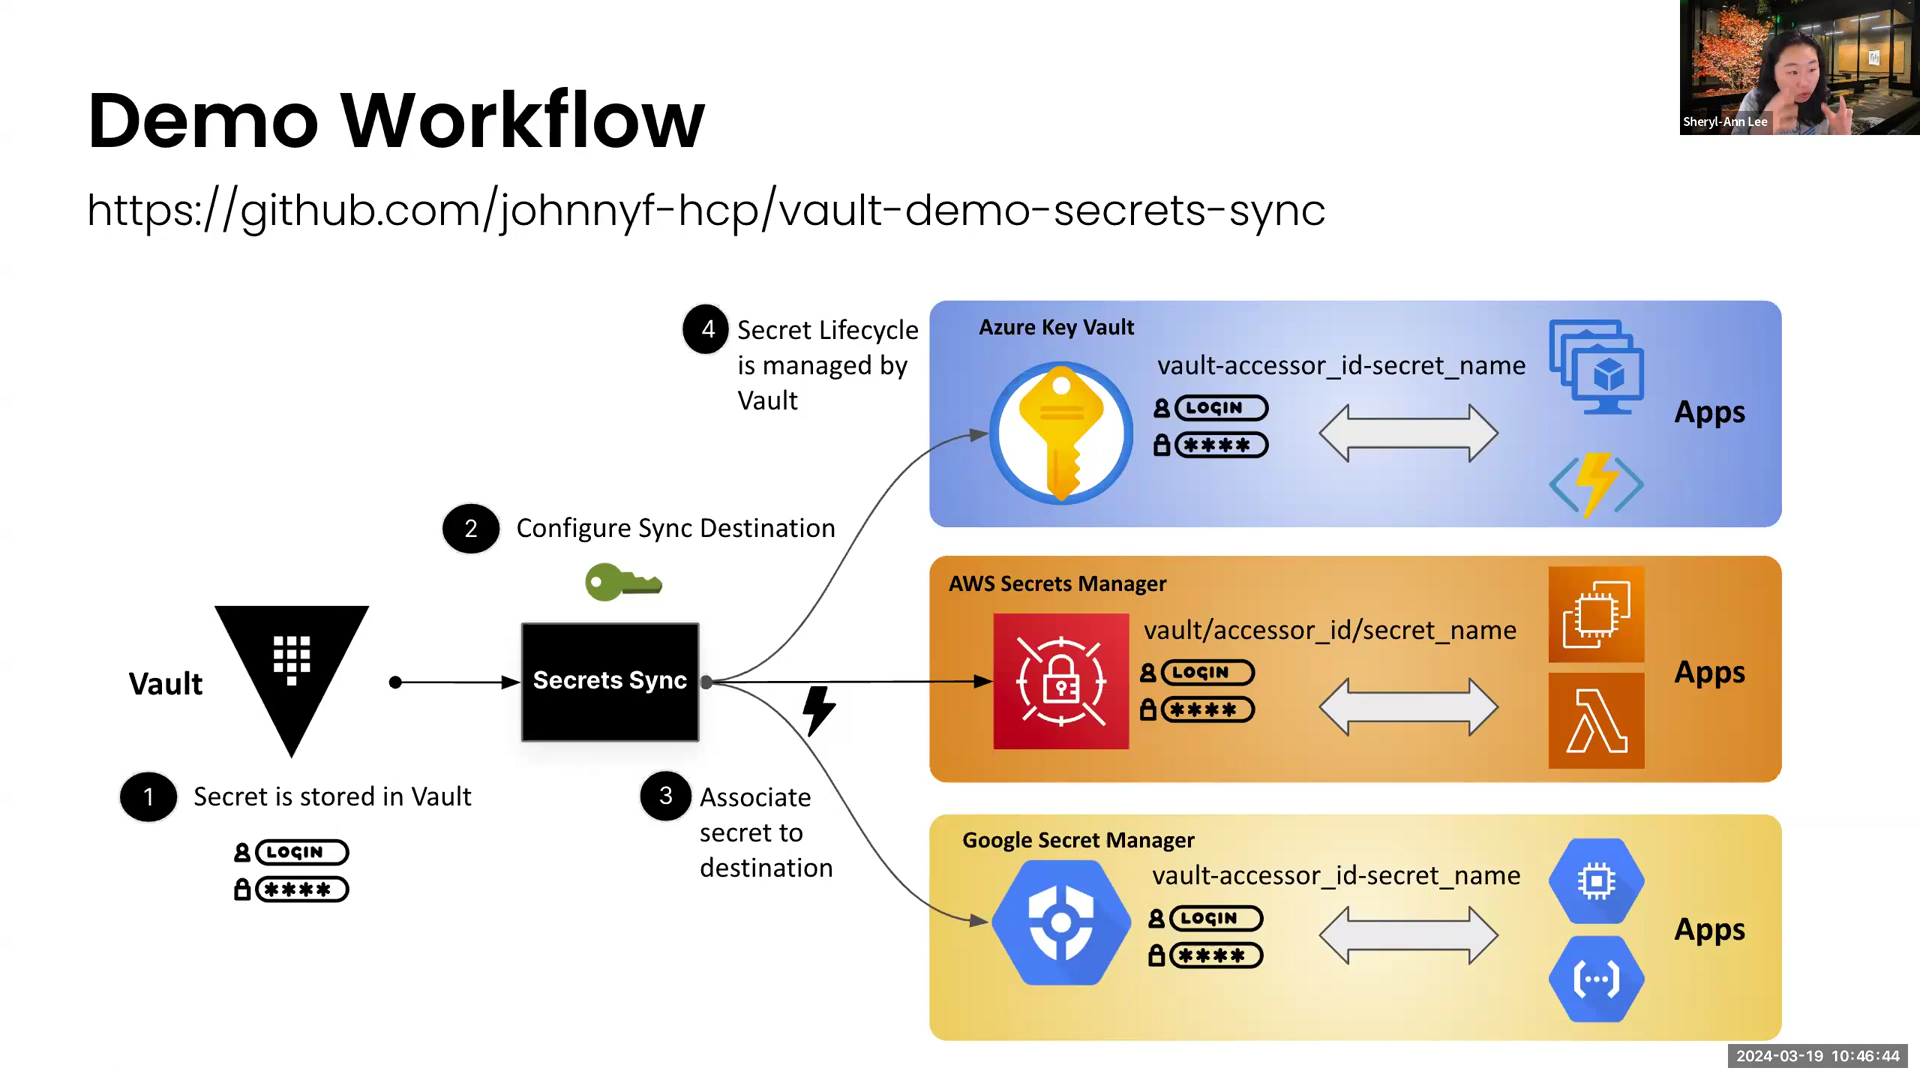 Demo Workflow
https://github.com/johnnyf-hcp/vault-demo-secrets-sync
Sheryl-Ann Lee
4
Secret Lifecycle
is managed by
Vault
2
Configure Sync Destination
Vault
Secrets Sync
1
Secret is stored in Vault
LOGIN
****
3
Associate
secret to
destination
Azure Key Vault
vault-accessor_id-secret_name
LOGIN
****
Apps
AWS Secrets Manager
vault/accessor_id/secret_name
LOGIN
****
Apps
Google Secret Manager
vault-accessor_id-secret_name
LOGIN
****
Apps
2024-03-19 10:46:44